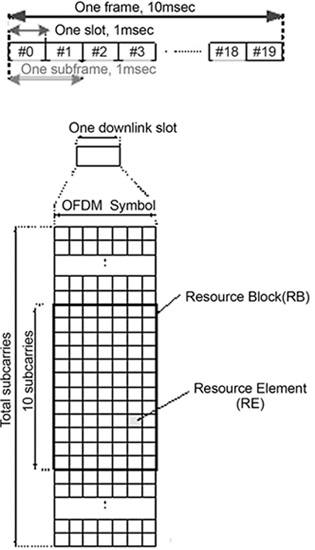 One frame, 10msec
One slot, 1msec
#0 #1 #2 #3 #18 #19
One subframe, 1msec
One downlink slot
OFDM Symbol
Resource Block(RB)
Total subcarries
10 subcarries
Resource Element
(RE)